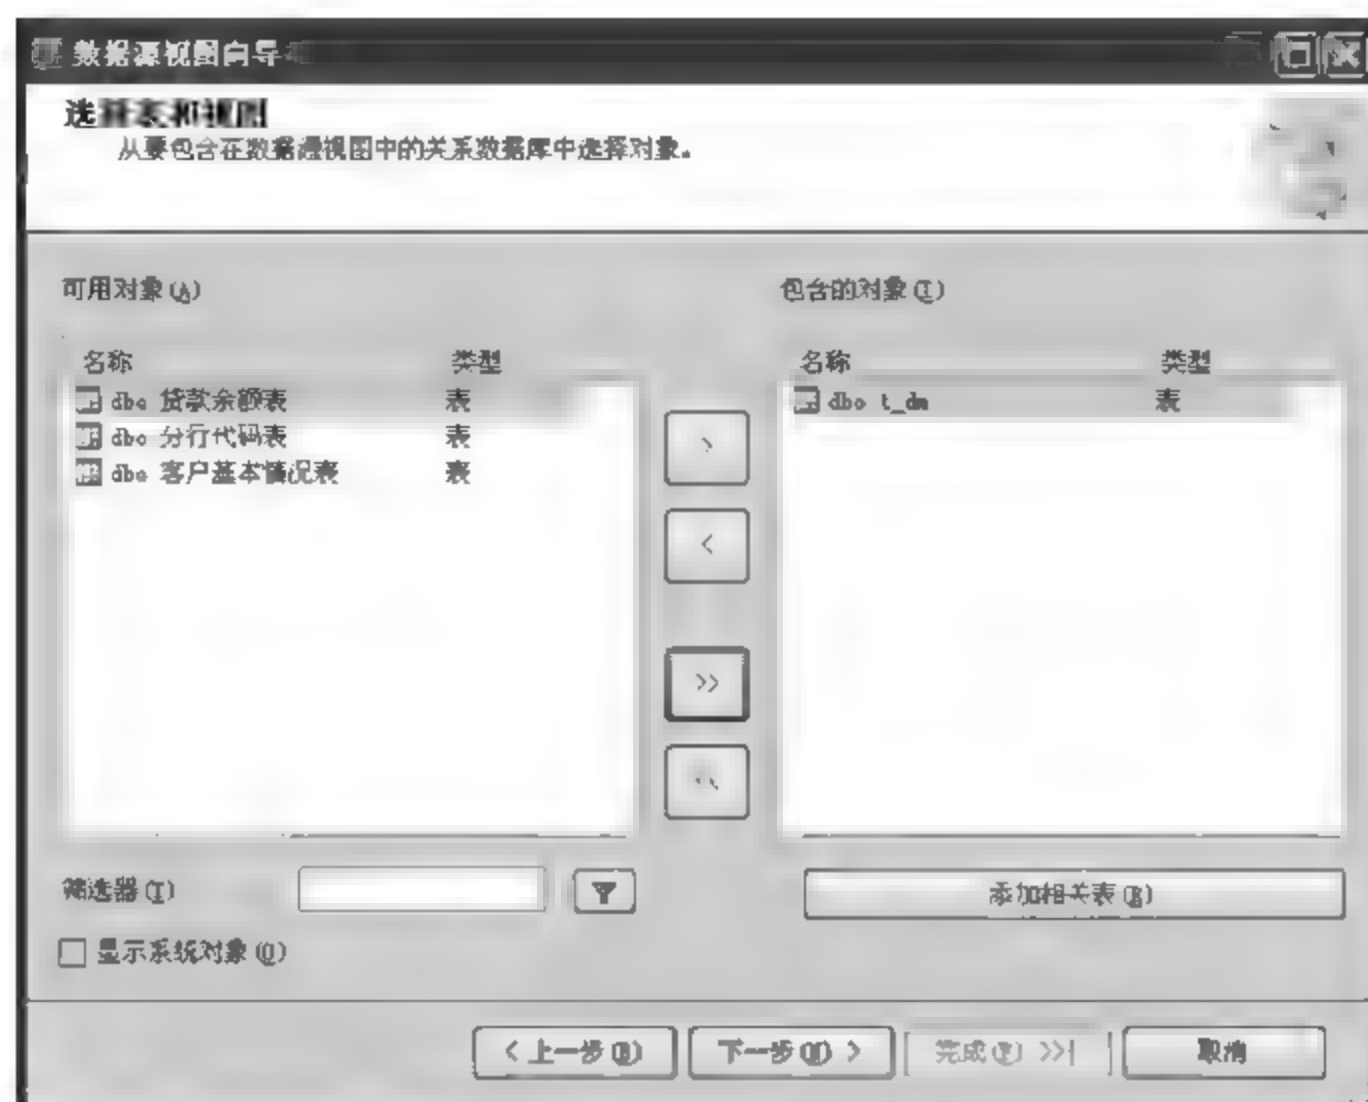 数据源视图向导
选择表和视图
从要包含在数据源视图中的关系数据库中选择对象。
可用对象(A)
包含的对象(I)
名称 类型
dbo 贷款余额表 表
dbo 分行代码表 表
dbo 客户基本情况表 表
名称 类型
dbo t_dm 表
>
<
>>
筛选器(T)
添加相关表(R)
显示系统对象(O)
< 上一步(B)
下一步(N) >
完成(F) >>|
取消